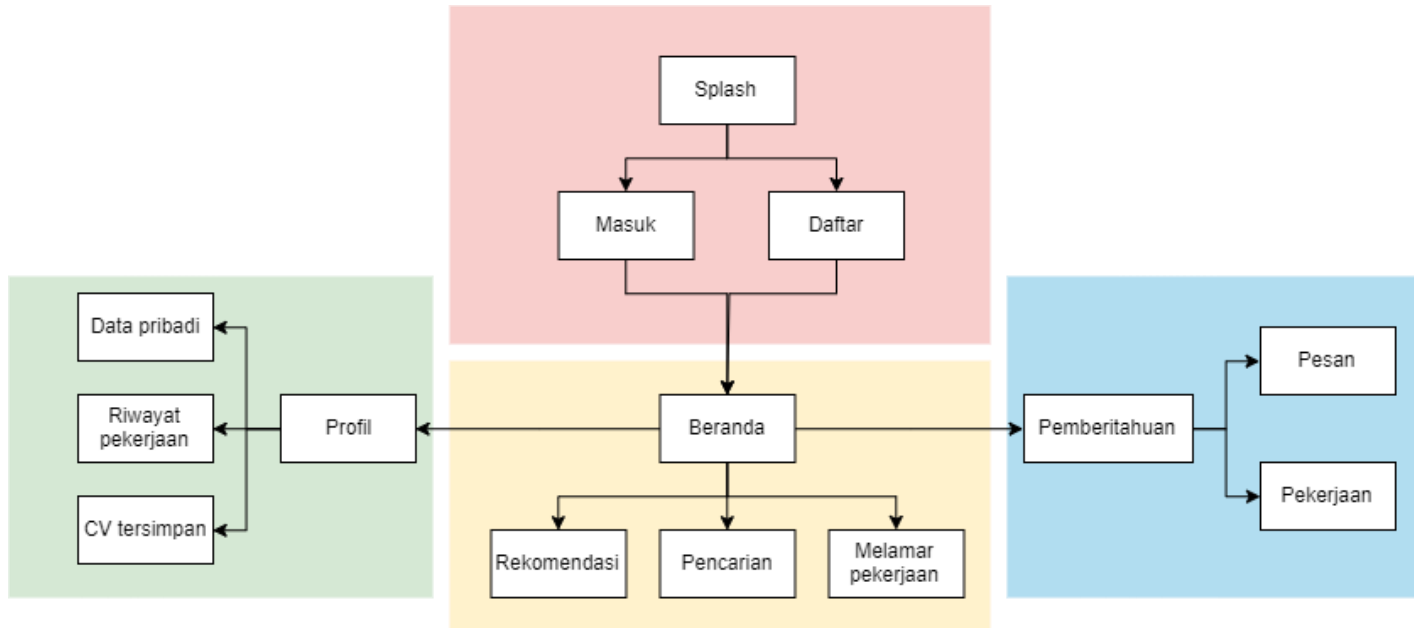 Splash
Masuk
Daftar
Data pribadi
Riwayat
pekerjaan
CV tersimpan
Profil
Beranda
Rekomendasi
Pencarian
Melamar
pekerjaan
Pemberitahuan
Pesan
Pekerjaan